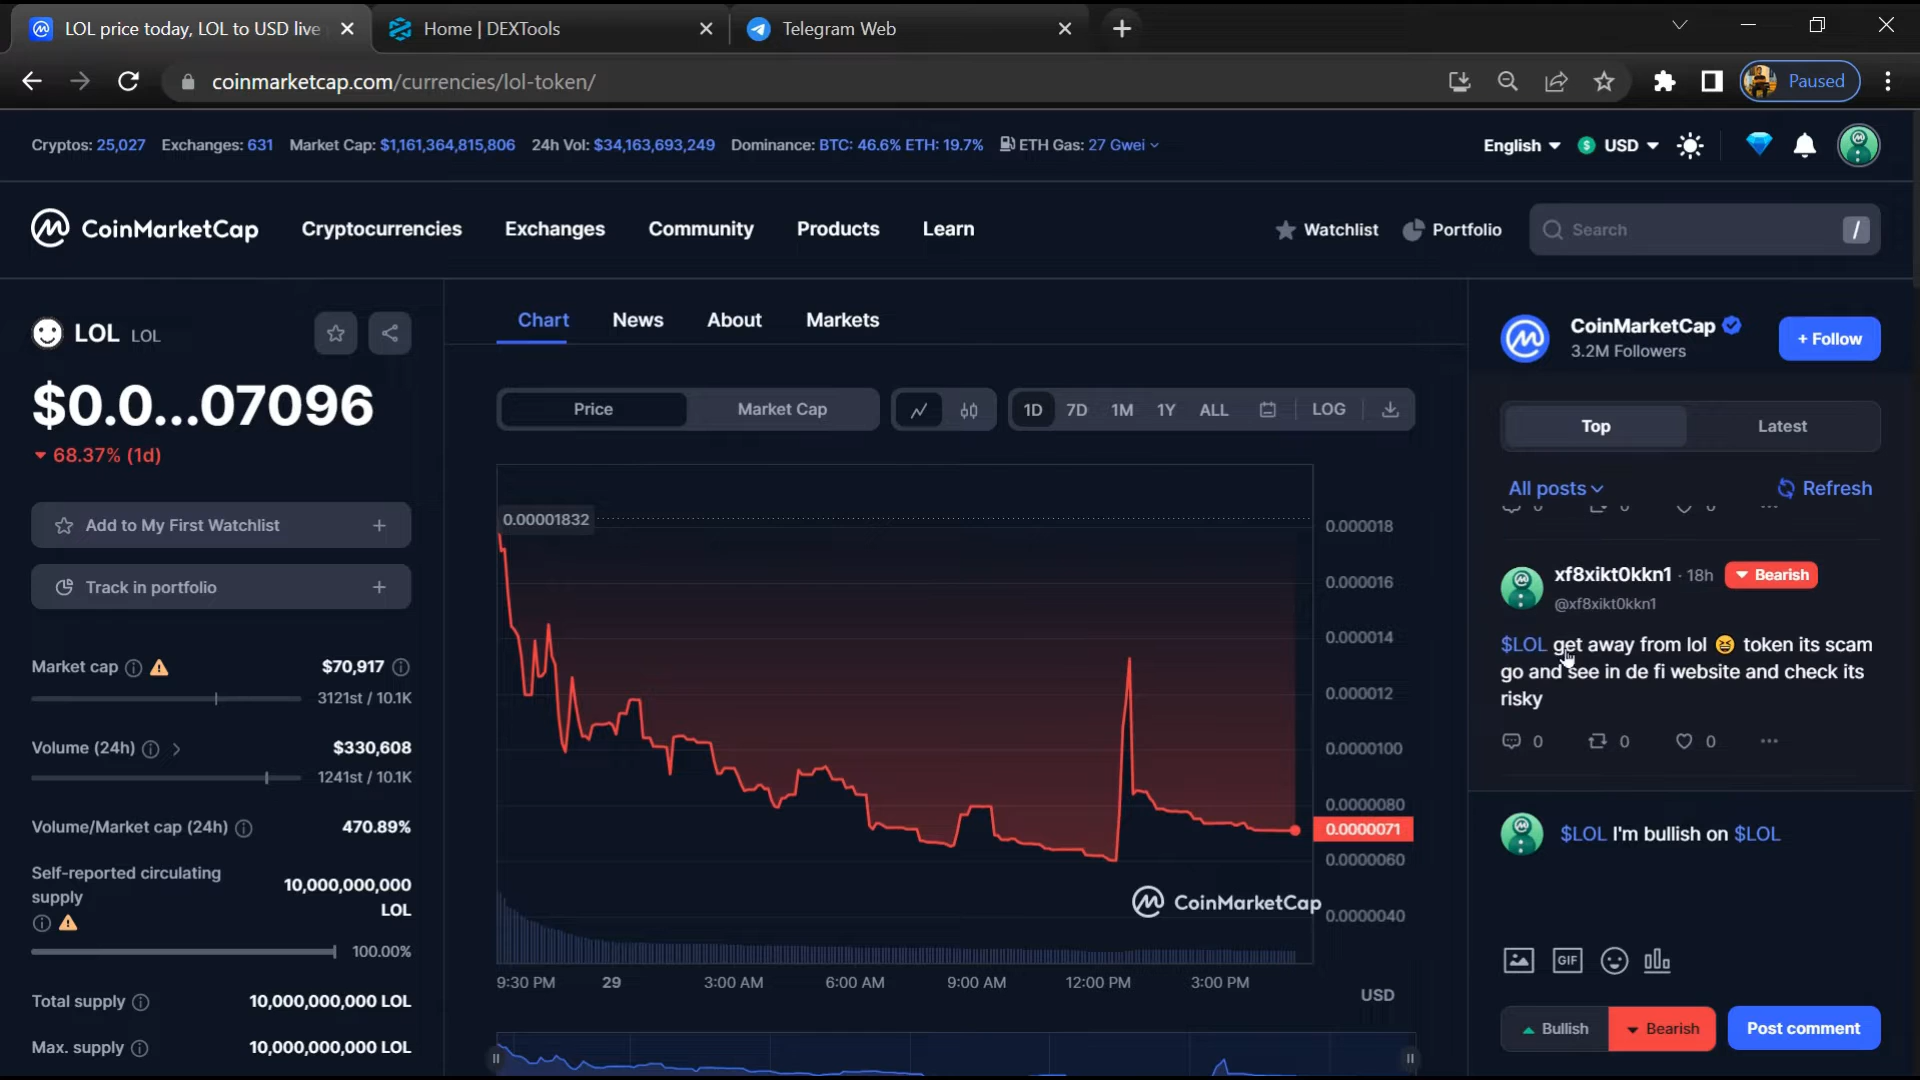 LOL price today, LOL to USD live
Home | DEXTools
Telegram Web
coinmarketcap.com/currencies/lol-token/
Paused
Cryptos: 25,027 Exchanges: 631 Market Cap: $1,161,364,815,806 24h Vol: $34,163,693,249 Dominance: BTC: 46.6% ETH: 19.7% ETH Gas: 27 Gwei
English USD
CoinMarketCap Cryptocurrencies Exchanges Community Products Learn
Watchlist Portfolio Search /
LOL LOL
$0.0...07096
68.37% (1d)
Add to My First Watchlist +
Track in portfolio +
Market cap $70,917
3121st / 10.1K
Volume (24h) $330,608
1241st / 10.1K
Volume/Market cap (24h) 470.89%
Self-reported circulating
supply
10,000,000,000
LOL
100.00%
Total supply 10,000,000,000 LOL
Max. supply 10,000,000,000 LOL
Chart News About Markets
Price Market Cap 1D 7D 1M 1Y ALL LOG
0.00001832
0.000018
0.000016
0.000014
0.000012
0.0000100
0.0000080
0.0000071
0.0000060
0.0000040
CoinMarketCap
9:30 PM 29 3:00 AM 6:00 AM 9:00 AM 12:00 PM 3:00 PM
USD
CoinMarketCap
3.2M Followers
+ Follow
Top Latest
All posts Refresh
xf8xikt0kkn1 · 18h Bearish
@xf8xikt0kkn1
$LOL get away from lol 😆 token its scam
go and see in de fi website and check its
risky
0 0 0
$LOL I'm bullish on $LOL
GIF
Bullish Bearish Post comment